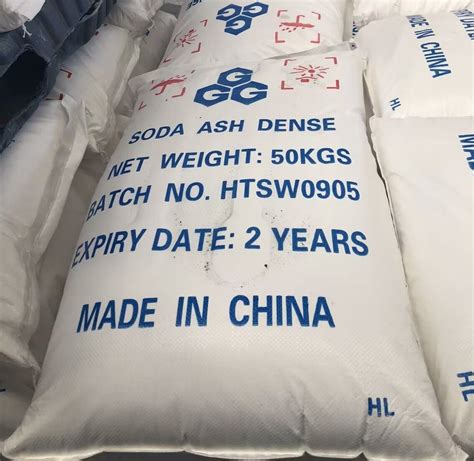 MADE IN CHINA
HL
GGG
SODA ASH DENSE
NET WEIGHT: 50KGS
BATCH NO. HTSW0905
EXPIRY DATE: 2 YEARS
MADE IN CHINA
HL